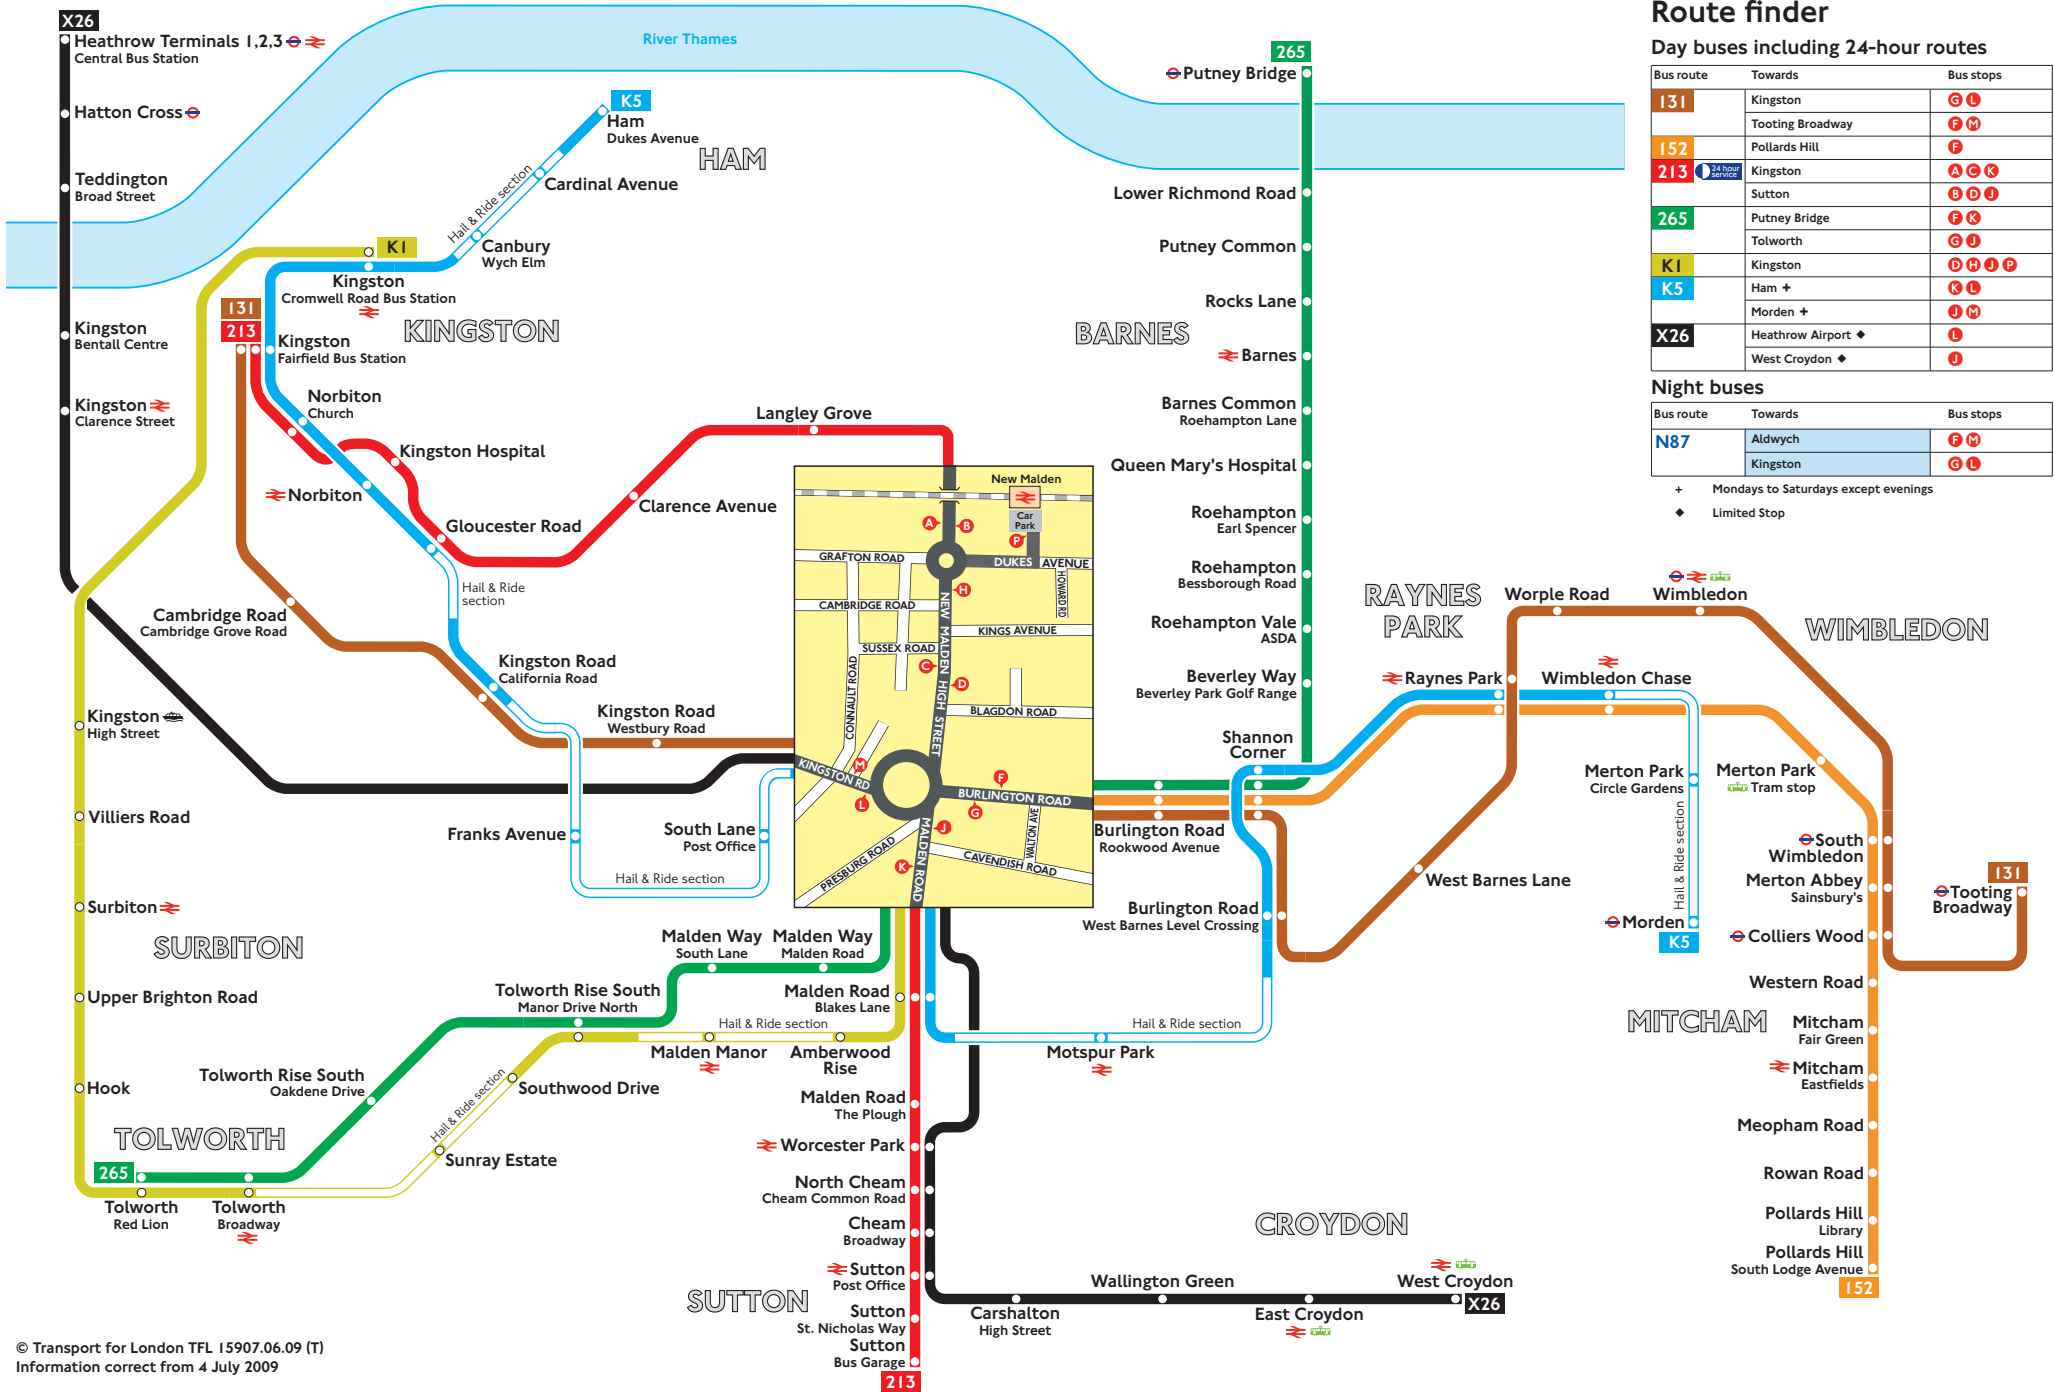 X26
Heathrow Terminals 1,2,3
Central Bus Station
Hatton Cross
Teddington
Broad Street
Kingston
Bentall Centre
Kingston
Clarence Street
River Thames
K5
Ham
Dukes Avenue
HAM
Hail & Ride section
Cardinal Avenue
Canbury
Wych Elm
K1
Kingston
Cromwell Road Bus Station
131
213
KINGSTON
Kingston
Fairfield Bus Station
Norbiton
Church
Kingston Hospital
Norbiton
Gloucester Road
Langley Grove
Clarence Avenue
Hail & Ride
section
Cambridge Road
Cambridge Grove Road
Kingston Road
California Road
Kingston Road
Westbury Road
Kingston
High Street
Villiers Road
Franks Avenue
South Lane
Post Office
Hail & Ride section
Surbiton
SURBITON
Upper Brighton Road
Hook
TOLWORTH
265
Tolworth
Red Lion
Tolworth
Broadway
Tolworth Rise South
Oakdene Drive
Tolworth Rise South
Manor Drive North
Malden Way
South Lane
Malden Way
Malden Road
Hail & Ride section
Sunray Estate
Southwood Drive
Hail & Ride section
Malden Manor
Amberwood
Rise
Malden Road
Blakes Lane
Malden Road
The Plough
Worcester Park
North Cheam
Cheam Common Road
Cheam
Broadway
Sutton
Post Office
SUTTON
Sutton
St. Nicholas Way
Sutton
Bus Garage
213
New Malden
Car
Park
A
B
P
GRAFTON ROAD
DUKES AVENUE
HOWARD RD
H
CAMBRIDGE ROAD
NEW MALDEN HIGH STREET
KINGS AVENUE
SUSSEX ROAD
C
D
CONNAULT ROAD
BLAGDON ROAD
M
KINGSTON RD
L
F
BURLINGTON ROAD
G
J
WALTON AVE
PRESBURG ROAD
K
MALDEN ROAD
CAVENDISH ROAD
265
Putney Bridge
Lower Richmond Road
Putney Common
Rocks Lane
BARNES
Barnes
Barnes Common
Roehampton Lane
Queen Mary's Hospital
Roehampton
Earl Spencer
Roehampton
Bessborough Road
Roehampton Vale
ASDA
Beverley Way
Beverley Park Golf Range
Shannon
Corner
Burlington Road
Rookwood Avenue
Burlington Road
West Barnes Level Crossing
Hail & Ride section
Motspur Park
West Barnes Lane
RAYNES
PARK
Raynes Park
Worple Road
Wimbledon
WIMBLEDON
Wimbledon Chase
Merton Park
Circle Gardens
Hail & Ride section
Morden
K5
Merton Park
Tram stop
South
Wimbledon
Merton Abbey
Sainsbury's
Colliers Wood
131
Tooting
Broadway
Western Road
MITCHAM
Mitcham
Fair Green
Mitcham
Eastfields
Meopham Road
Rowan Road
Pollards Hill
Library
Pollards Hill
South Lodge Avenue
152
CROYDON
Carshalton
High Street
Wallington Green
East Croydon
West Croydon
X26
Route finder
Day buses including 24-hour routes
Bus route Towards Bus stops
131 Kingston G L
Tooting Broadway F M
152 Pollards Hill F
213 24 hour service Kingston A C K
Sutton B D J
265 Putney Bridge F K
Tolworth G J
K1 Kingston D H J P
K5 Ham + K L
Morden + J M
X26 Heathrow Airport ◆ L
West Croydon ◆ J
Night buses
Bus route Towards Bus stops
N87 Aldwych F M
Kingston G L
+ Mondays to Saturdays except evenings
◆ Limited Stop
© Transport for London TFL 15907.06.09 (T)
Information correct from 4 July 2009